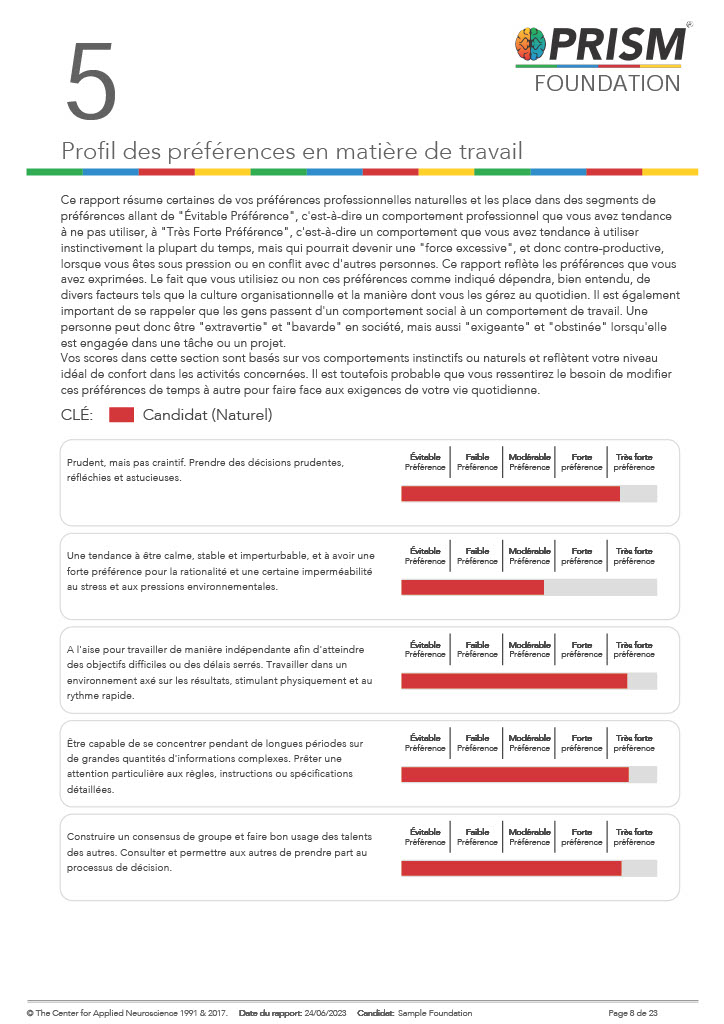 5
PRISM
FOUNDATION
Profil des préférences en matière de travail
Ce rapport résume certaines de vos préférences professionnelles naturelles et les place dans des segments de
préférences allant de "Évitable Préférence", c'est-à-dire un comportement professionnel que vous avez tendance
à ne pas utiliser, à "Très Forte Préférence", c'est-à-dire un comportement que vous avez tendance à utiliser
instinctivement la plupart du temps, mais qui pourrait devenir une "force excessive", et donc contre-productive,
lorsque vous êtes sous pression ou en conflit avec d'autres personnes. Ce rapport reflète les préférences que vous
avez exprimées. Le fait que vous utilisiez ou non ces préférences comme indiqué dépendra, bien entendu, de
divers facteurs tels que la culture organisationnelle et la manière dont vous les gérez au quotidien. Il est également
important de se rappeler que les gens passent d'un comportement social à un comportement de travail. Une
personne peut donc être "extravertie" et "bavarde" en société, mais aussi "exigeante" et "obstinée" lorsqu'elle
est engagée dans une tâche ou un projet.
Vos scores dans cette section sont basés sur vos comportements instinctifs ou naturels et reflètent votre niveau
idéal de confort dans les activités concernées. Il est toutefois probable que vous ressentirez le besoin de modifier
ces préférences de temps à autre pour faire face aux exigences de votre vie quotidienne.
CLÉ: Candidat (Naturel)
Prudent, mais pas craintif. Prendre des décisions prudentes,
réfléchies et astucieuses.
Évitable Faible Modérable Forte Très forte
Préférence Préférence Préférence préférence préférence
Une tendance à être calme, stable et imperturbable, et à avoir une
forte préférence pour la rationalité et une certaine imperméabilité
au stress et aux pressions environnementales.
Évitable Faible Modérable Forte Très forte
Préférence Préférence Préférence préférence préférence
A l'aise pour travailler de manière indépendante afin d'atteindre
des objectifs difficiles ou des délais serrés. Travailler dans un
environnement axé sur les résultats, stimulant physiquement et au
rythme rapide.
Évitable Faible Modérable Forte Très forte
Préférence Préférence Préférence préférence préférence
Être capable de se concentrer pendant de longues périodes sur
de grandes quantités d'informations complexes. Prêter une
attention particulière aux règles, instructions ou spécifications
détaillées.
Évitable Faible Modérable Forte Très forte
Préférence Préférence Préférence préférence préférence
Construire un consensus de groupe et faire bon usage des talents
des autres. Consulter et permettre aux autres de prendre part au
processus de décision.
Évitable Faible Modérable Forte Très forte
Préférence Préférence Préférence préférence préférence
© The Center for Applied Neuroscience 1991 & 2017. Date du rapport: 24/06/2023 Candidat: Sample Foundation Page 8 de 23